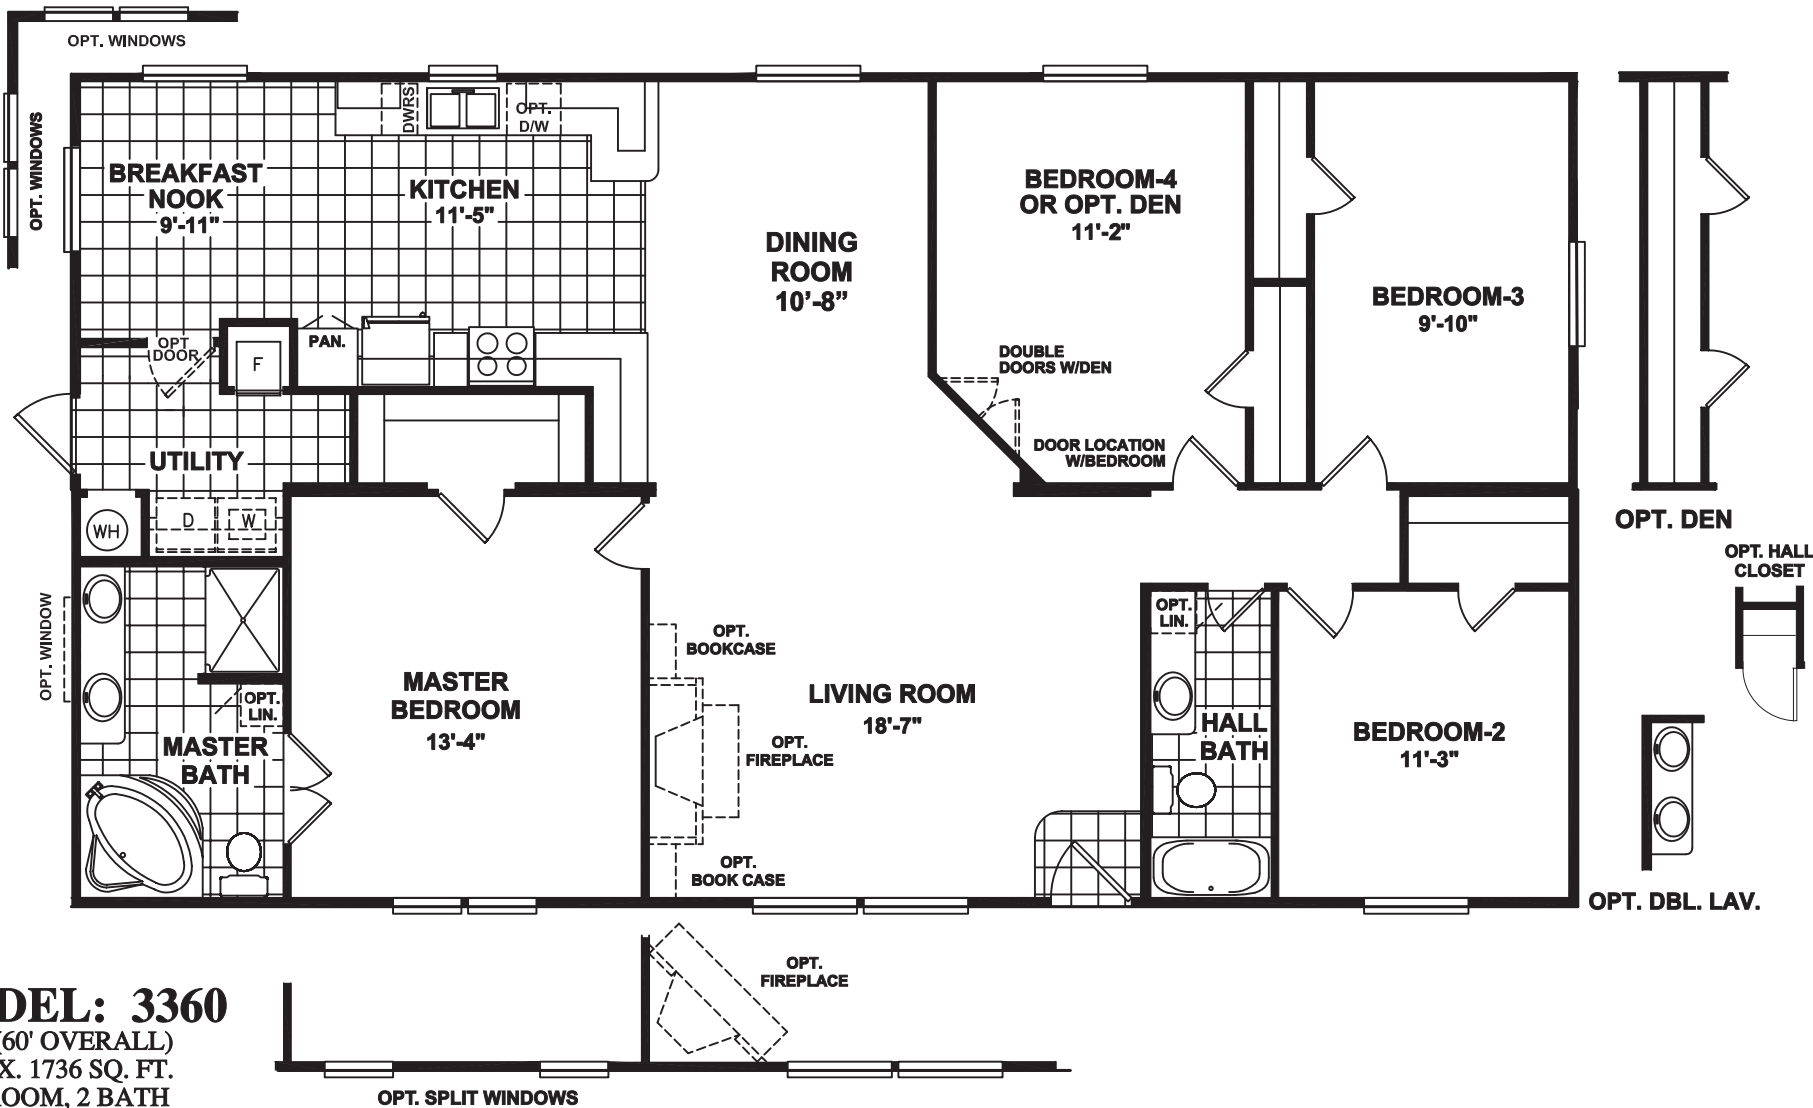 OPT. WINDOWS
OPT. WINDOWS
DWRS
OPT.
D/W
BREAKFAST
NOOK
9'-11"
KITCHEN
11'-5"
DINING
ROOM
10'-8”
BEDROOM-4
OR OPT. DEN
11'-2"
BEDROOM-3
9'-10"
OPT
DOOR
F
PAN.
DOUBLE
DOORS W/DEN
DOOR LOCATION
W/BEDROOM
UTILITY
WH
D
W
OPT. DEN
OPT. HALL
CLOSET
OPT. WINDOW
OPT.
LIN.
MASTER
BATH
MASTER
BEDROOM
13'-4"
OPT.
BOOKCASE
LIVING ROOM
18'-7"
OPT.
FIREPLACE
OPT.
BOOK CASE
OPT.
LIN.
HALL
BATH
BEDROOM-2
11'-3"
OPT. DBL. LAV.
OPT.
FIREPLACE
DEL: 3360
(60' OVERALL)
X. 1736 SQ. FT.
ROOM, 2 BATH
OPT. SPLIT WINDOWS